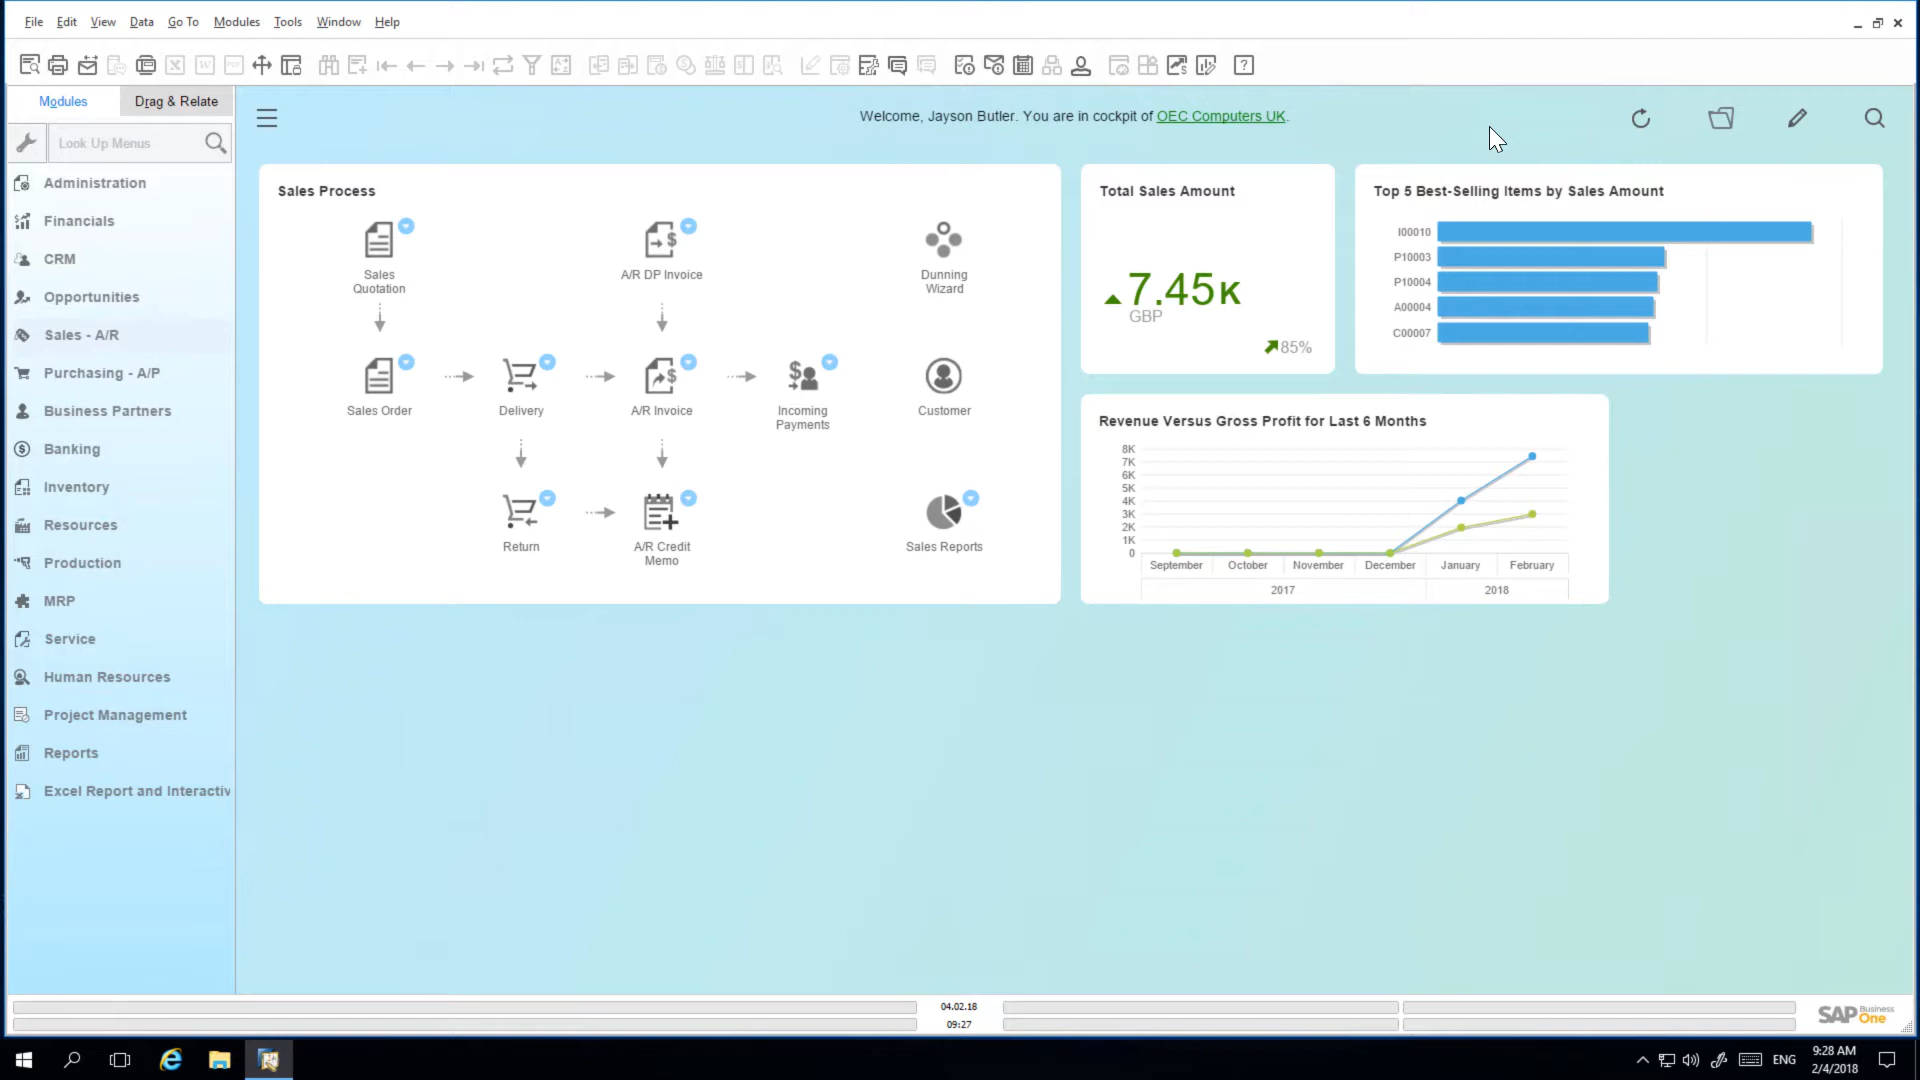 File Edit View Data Go To Modules Tools Window Help
Modules Drag & Relate
Welcome, Jayson Butler. You are in cockpit of OEC Computers UK.
Look Up Menus
Administration
Financials
CRM
Opportunities
Sales - A/R
Purchasing - A/P
Business Partners
Banking
Inventory
Resources
Production
MRP
Service
Human Resources
Project Management
Reports
Excel Report and Interactiv
Sales Process
Sales
Quotation
A/R DP Invoice
Dunning
Wizard
Sales Order
Delivery
A/R Invoice
Incoming
Payments
Customer
Return
A/R Credit
Memo
Sales Reports
Total Sales Amount
7.45K
GBP
85%
Top 5 Best-Selling Items by Sales Amount
I00010
P10003
P10004
A00004
C00007
Revenue Versus Gross Profit for Last 6 Months
8K
7K
6K
5K
4K
3K
2K
1K
0
September October November December January February
2017 2018
04.02.18
09:27
SAP Business One
ENG
9:28 AM
2/4/2018